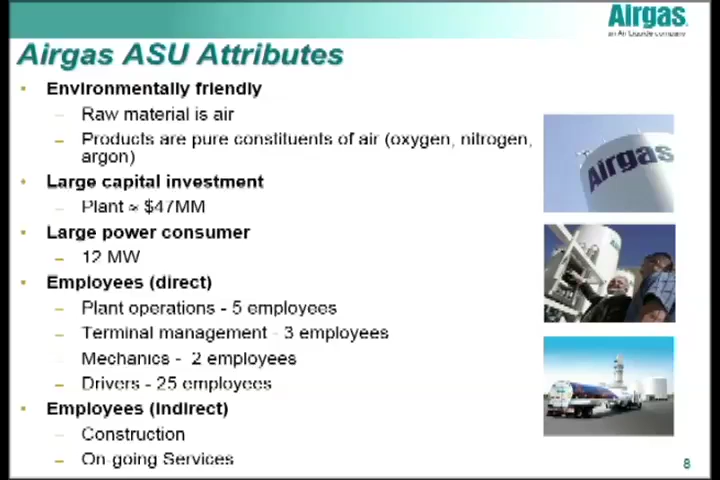 Airgas
an Air Liquide company
Airgas ASU Attributes
• Environmentally friendly
– Raw material is air
– Products are pure constituents of air (oxygen, nitrogen,
argon)
• Large capital investment
– Plant ≈ $47MM
• Large power consumer
– 12 MW
• Employees (direct)
– Plant operations - 5 employees
– Terminal management - 3 employees
– Mechanics - 2 employees
– Drivers - 25 employees
• Employees (indirect)
– Construction
– On-going Services
Airgas
8